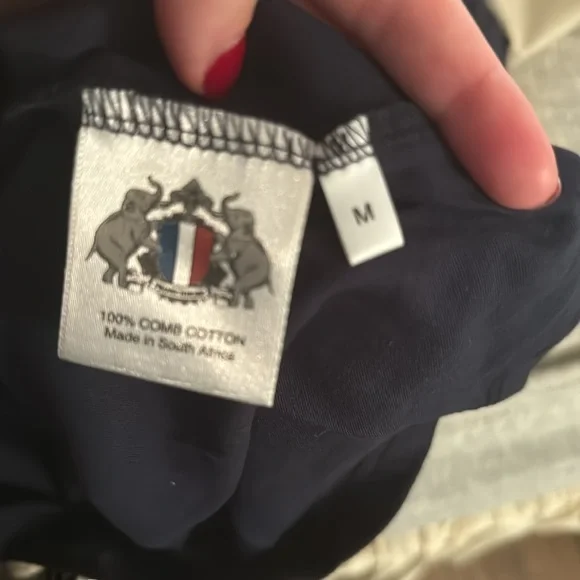 100% COMB COTTON
Made in South Africa
M